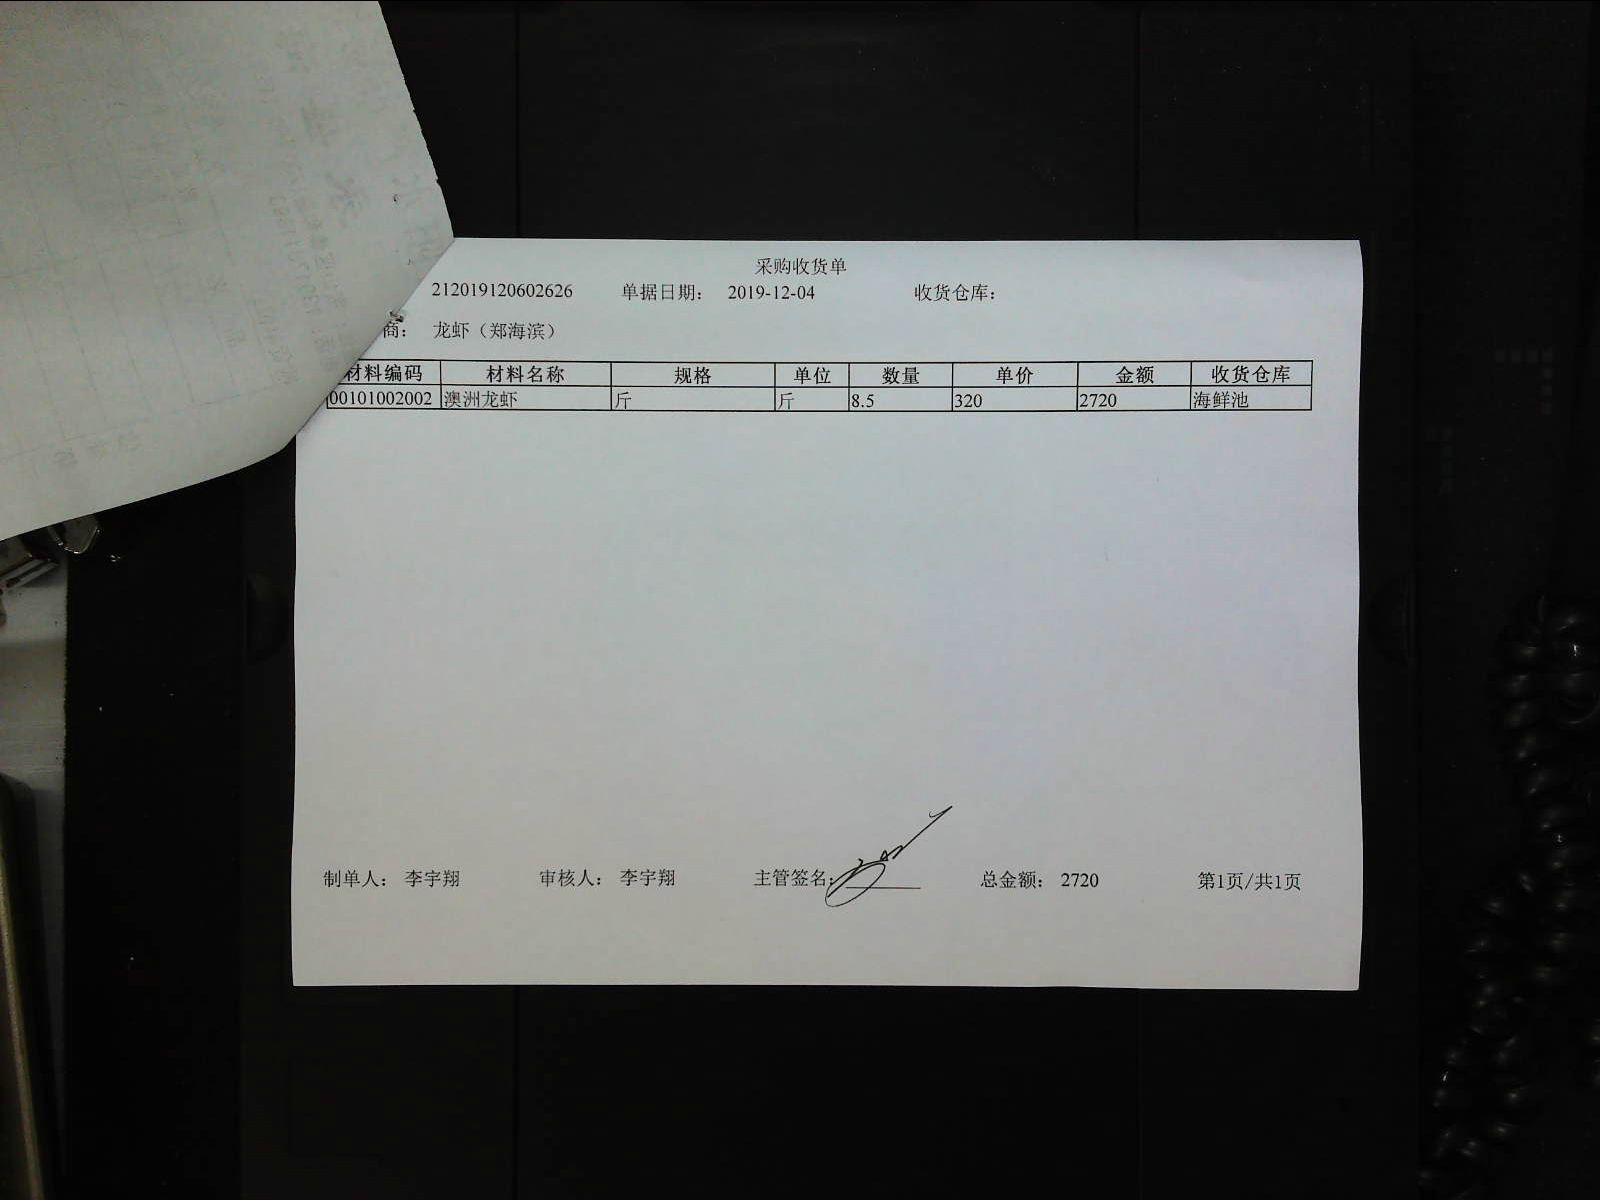 采购收货单
212019120602626 单据日期： 2019-12-04 收货仓库：
商： 龙虾（郑海滨）
材料编码 材料名称 规格 单位 数量 单价 金额 收货仓库
00101002002 澳洲龙虾 斤 斤 8.5 320 2720 海鲜池
制单人： 李宇翔 审核人： 李宇翔 主管签名： 总金额： 2720 第1页/共1页